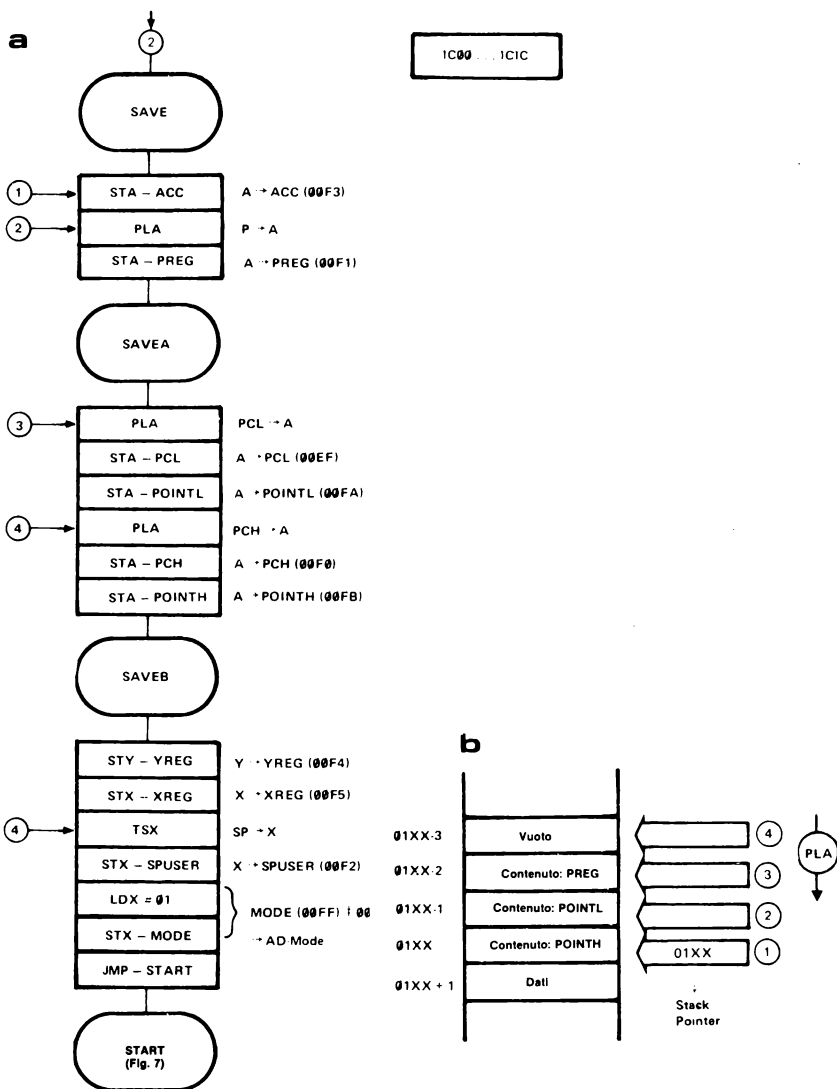 a
2
1C00 ... 1C1C
SAVE
1
STA – ACC
A → ACC (00F3)
2
PLA
P → A
STA – PREG
A → PREG (00F1)
SAVEA
3
PLA
PCL → A
STA – PCL
A → PCL (00EF)
STA – POINTL
A → POINTL (00FA)
4
PLA
PCH → A
STA – PCH
A → PCH (00F0)
STA – POINTH
A → POINTH (00FB)
SAVEB
STY – YREG
Y → YREG (00F4)
STX – XREG
X → XREG (00F5)
4
TSX
SP → X
STX – SPUSER
X → SPUSER (00F2)
LDX = 01
MODE (00FF) ‡ 00
STX – MODE
→ AD-Mode
JMP – START
START
(Fig. 7)
b
01XX-3
Vuoto
4
PLA
01XX-2
Contenuto: PREG
3
01XX-1
Contenuto: POINTL
2
01XX
Contenuto: POINTH
01XX
1
01XX + 1
Dati
Stack
Pointer